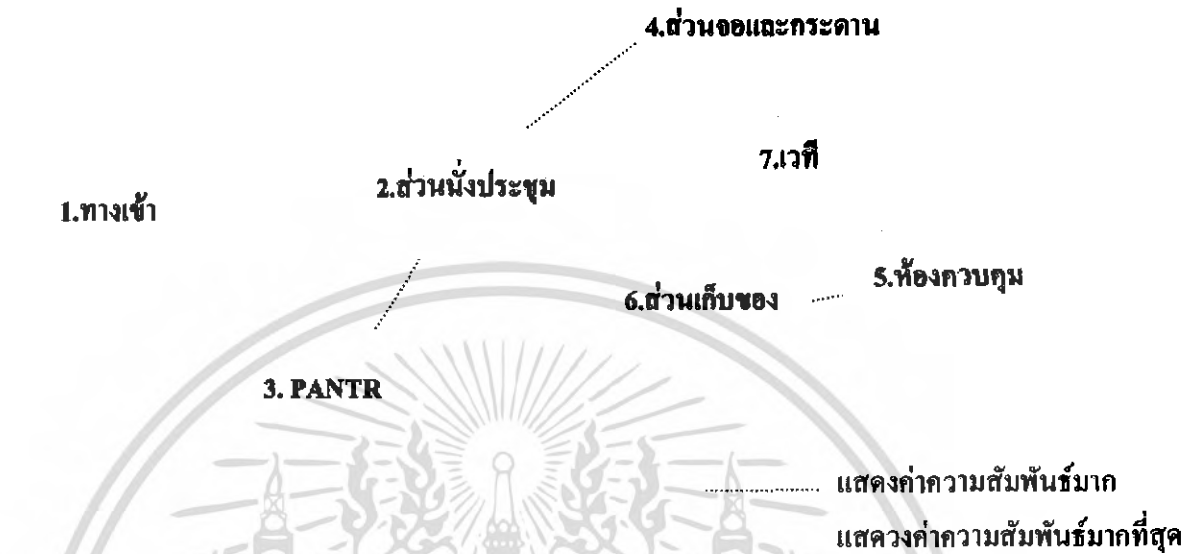 4.ส่วนจอและกระดาน
7.เวที
2.ส่วนนั่งประชุม
1.ทางเข้า
5.ห้องควบคุม
6.ส่วนเก็บของ
3. PANTR
แสดงค่าความสัมพันธ์มาก
แสดวงค่าความสัมพันธ์มากที่สุด